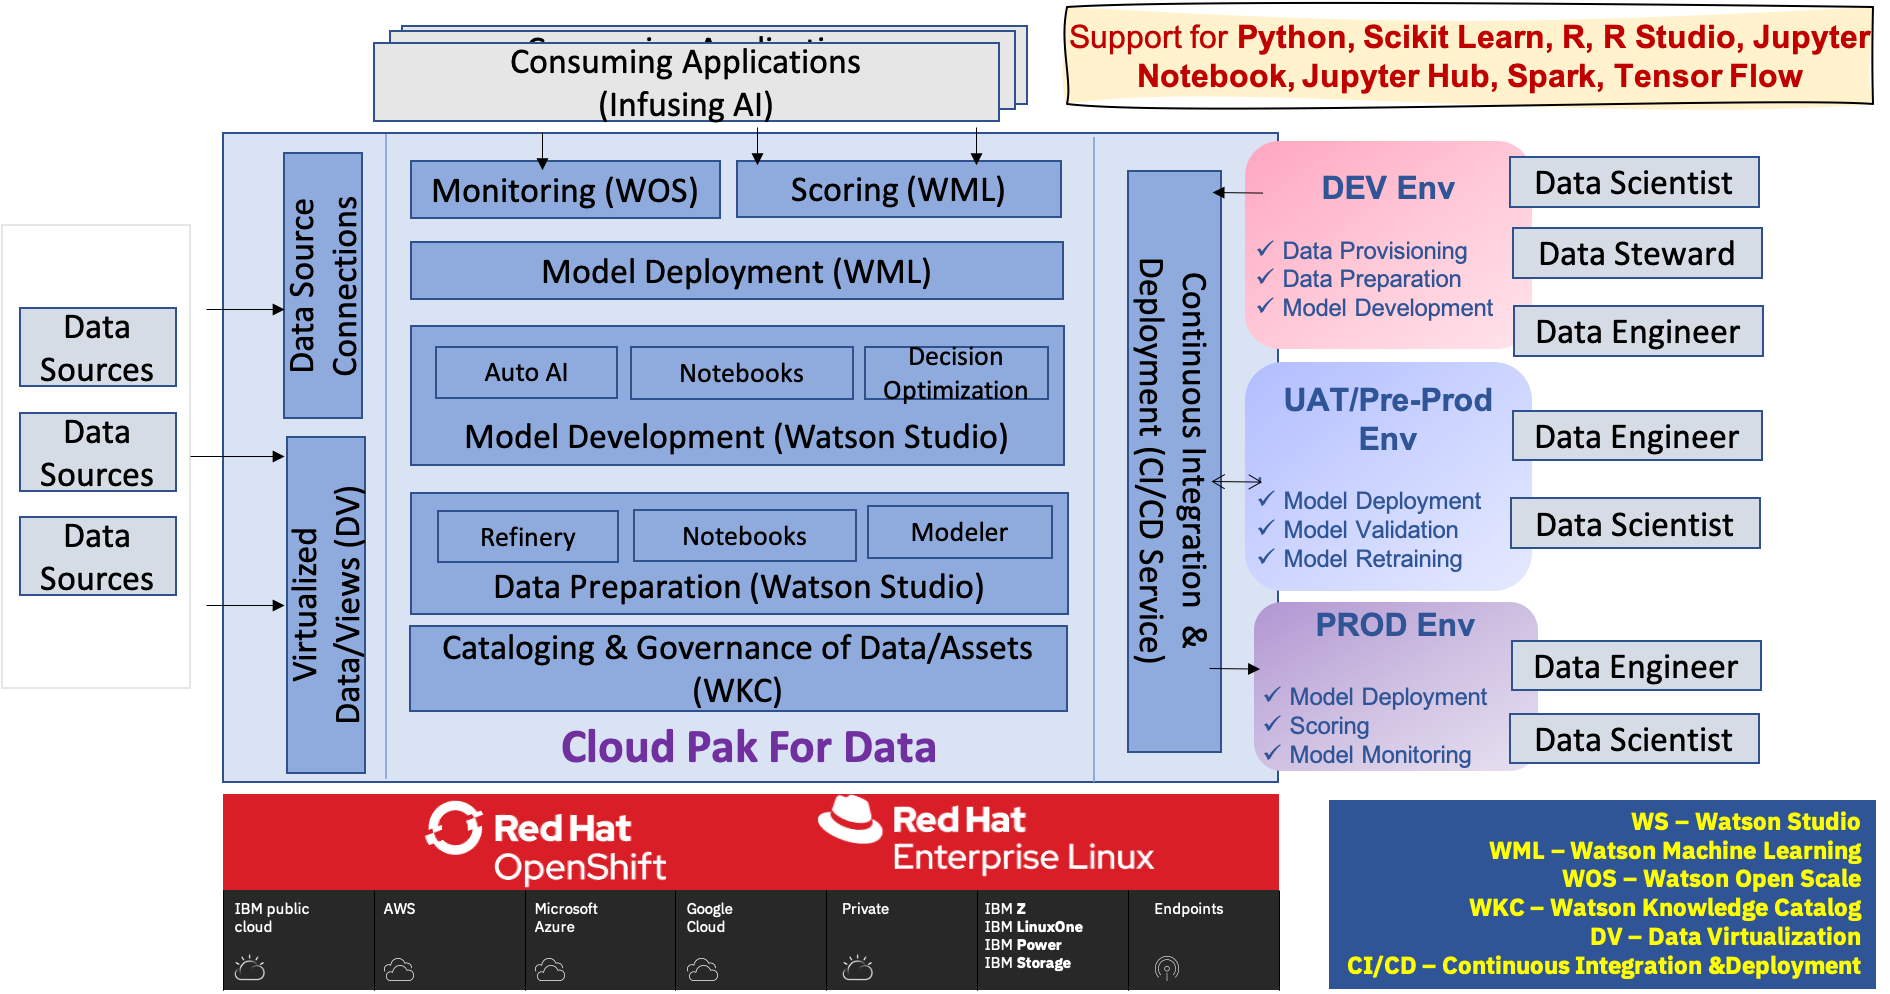 Consuming Applications
(Infusing AI)
Support for Python, Scikit Learn, R, R Studio, Jupyter
Notebook, Jupyter Hub, Spark, Tensor Flow
Data
Sources
Data
Sources
Data
Sources
Data Source
Connections
Virtualized
Data/Views (DV)
Monitoring (WOS)
Scoring (WML)
Model Deployment (WML)
Auto AI
Notebooks
Decision
Optimization
Model Development (Watson Studio)
Refinery
Notebooks
Modeler
Data Preparation (Watson Studio)
Cataloging & Governance of Data/Assets
(WKC)
Cloud Pak For Data
Continuous Integration &
Deployment (CI/CD Service)
DEV Env
✓ Data Provisioning
✓ Data Preparation
✓ Model Development
Data Scientist
Data Steward
Data Engineer
UAT/Pre-Prod
Env
✓ Model Deployment
✓ Model Validation
✓ Model Retraining
Data Engineer
Data Scientist
PROD Env
✓ Model Deployment
✓ Scoring
✓ Model Monitoring
Data Engineer
Data Scientist
Red Hat
OpenShift
Red Hat
Enterprise Linux
IBM public
cloud
AWS
Microsoft
Azure
Google
Cloud
Private
IBM Z
IBM LinuxOne
IBM Power
IBM Storage
Endpoints
WS – Watson Studio
WML – Watson Machine Learning
WOS – Watson Open Scale
WKC – Watson Knowledge Catalog
DV – Data Virtualization
CI/CD – Continuous Integration &Deployment